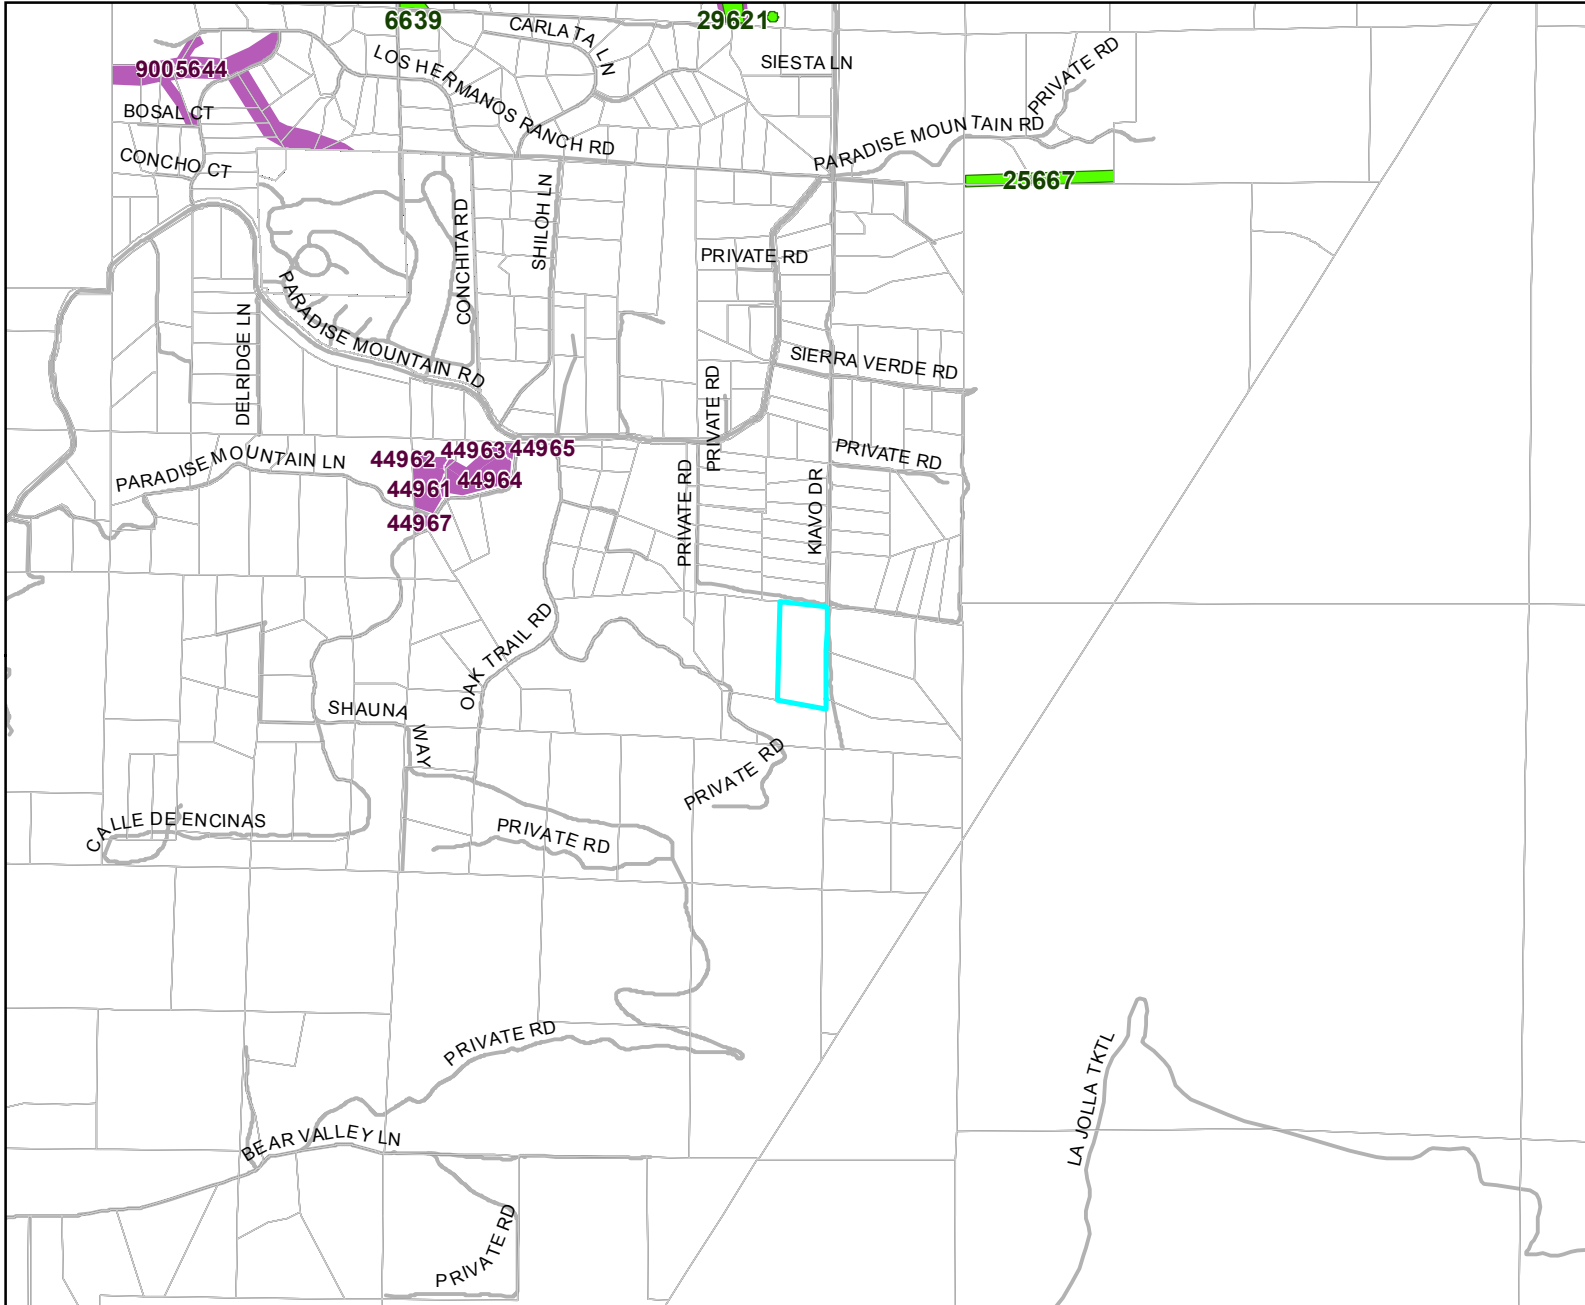 6639
29621
CARLATA LN
SIESTA LN
PRIVATE RD
9005644
LOS HERMANOS RANCH RD
BOSAL CT
PARADISE MOUNTAIN RD
CONCHO CT
25667
SHILOH LN
CONCHITA RD
PRIVATE RD
PARADISE MOUNTAIN RD
DELRIDGE LN
SIERRA VERDE RD
PRIVATE RD
PARADISE MOUNTAIN LN
44962
44963
44965
PRIVATE RD
44961
44964
PRIVATE RD
KIAVO DR
44967
OAK TRAIL RD
SHAUNA WAY
PRIVATE RD
CALLE DE ENCINAS
PRIVATE RD
PRIVATE RD
LA JOLLA TKTL
BEAR VALLEY LN
PRIVATE RD